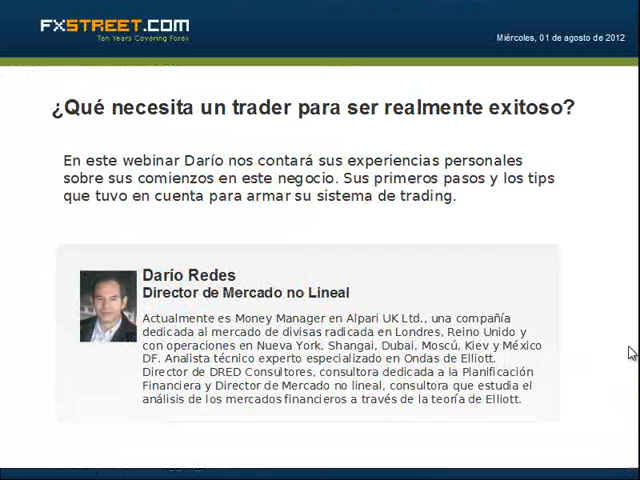 FXSTREET.COM
Ten Years Covering Forex
Miércoles, 01 de agosto de 2012
¿Qué necesita un trader para ser realmente exitoso?
En este webinar Darío nos contará sus experiencias personales
sobre sus comienzos en este negocio. Sus primeros pasos y los tips
que tuvo en cuenta para armar su sistema de trading.
Darío Redes
Director de Mercado no Lineal
Actualmente es Money Manager en Alpari UK Ltd., una compañía
dedicada al mercado de divisas radicada en Londres, Reino Unido y
con operaciones en Nueva York, Shangai, Dubai, Moscú, Kiev y México
DF. Analista técnico experto especializado en Ondas de Elliott.
Director de DRED Consultores, consultora dedicada a la Planificación
Financiera y Director de Mercado no lineal, consultora que estudia el
análisis de los mercados financieros a través de la teoría de Elliott.